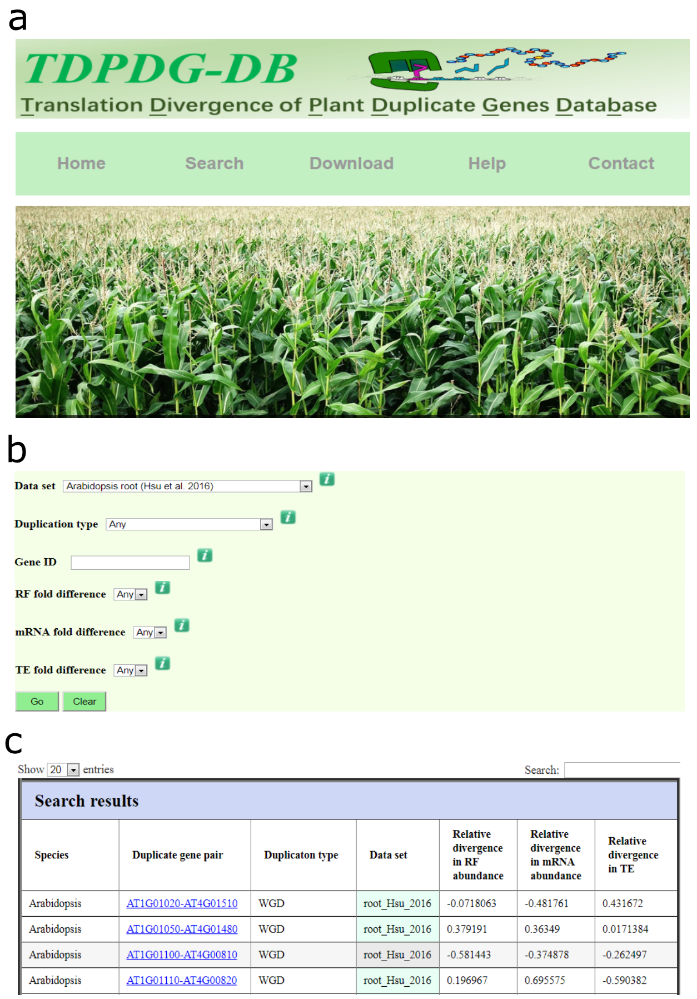 a
TDPDG-DB
Translation Divergence of Plant Duplicate Genes Database
Home Search Download Help Contact
b
Data set Arabidopsis root (Hsu et al. 2016) i
Duplication type Any i
Gene ID i
RF fold difference Any i
mRNA fold difference Any i
TE fold difference Any i
Go Clear
c
Show 20 entries Search:
Search results
Species Duplicate gene pair Duplicaton type Data set Relative divergence in RF abundance Relative divergence in mRNA abundance Relative divergence in TE
Arabidopsis AT1G01020-AT4G01510 WGD root_Hsu_2016 -0.0718063 -0.481761 0.431672
Arabidopsis AT1G01050-AT4G01480 WGD root_Hsu_2016 0.379191 0.36349 0.0171384
Arabidopsis AT1G01100-AT4G00810 WGD root_Hsu_2016 -0.581443 -0.374878 -0.262497
Arabidopsis AT1G01110-AT4G00820 WGD root_Hsu_2016 0.196967 0.695575 -0.590382